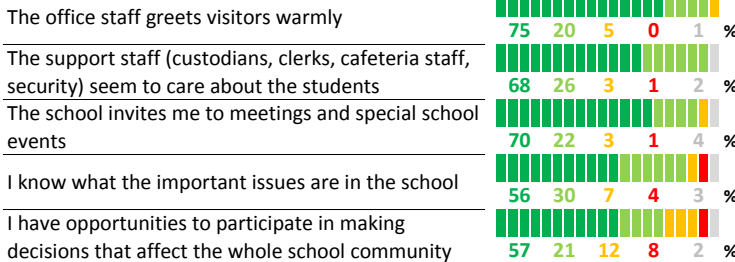 The office staff greets visitors warmly
75 20 5 0 1 %
The support staff (custodians, clerks, cafeteria staff,
security) seem to care about the students
68 26 3 1 2 %
The school invites me to meetings and special school
events
70 22 3 1 4 %
I know what the important issues are in the school
56 30 7 4 3 %
I have opportunities to participate in making
decisions that affect the whole school community
57 21 12 8 2 %